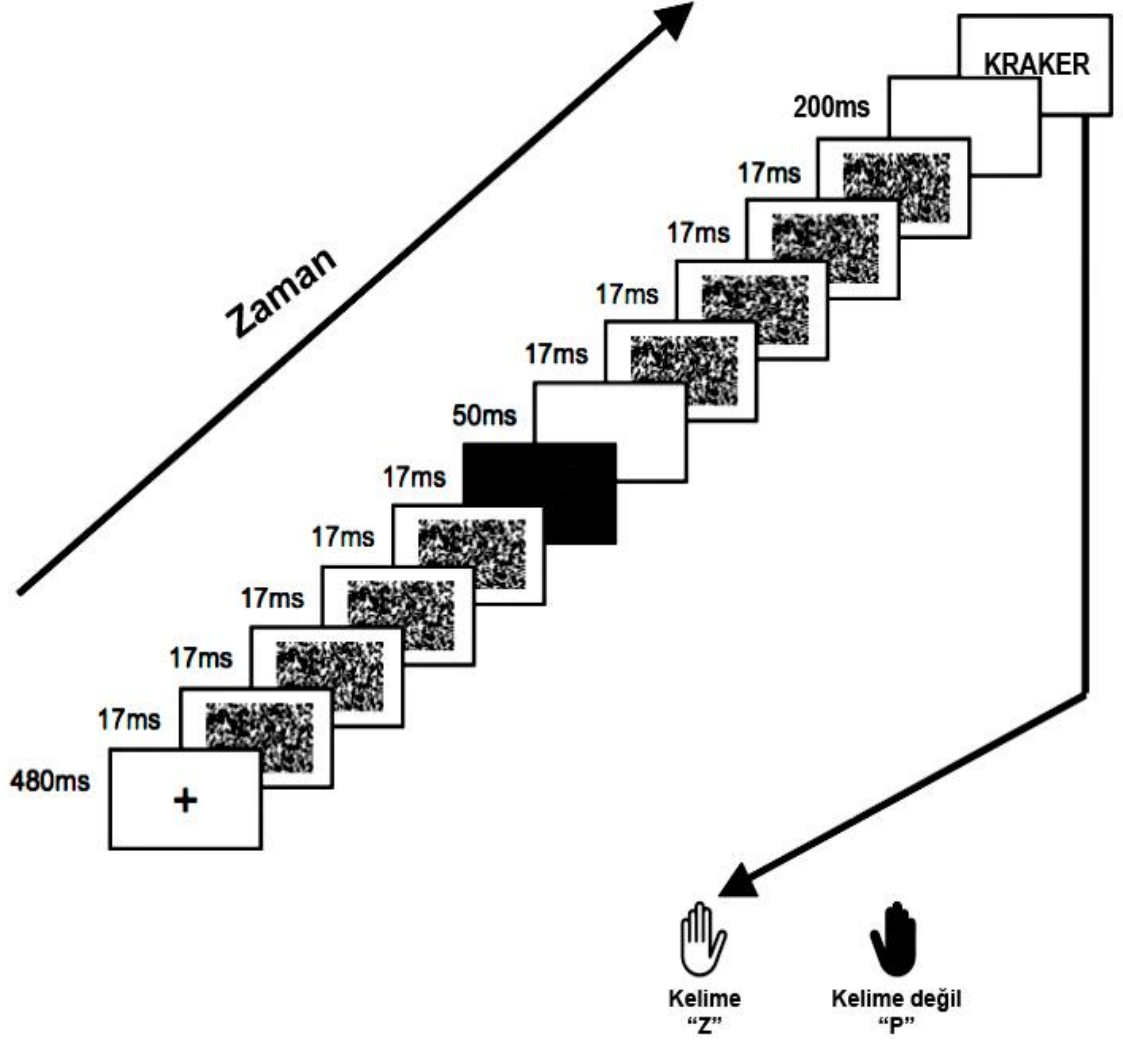 KRAKER
200ms
17ms
17ms
17ms
Zaman
17ms
50ms
17ms
17ms
17ms
17ms
17ms
480ms
+
Kelime
“Z”
Kelime değil
“P”